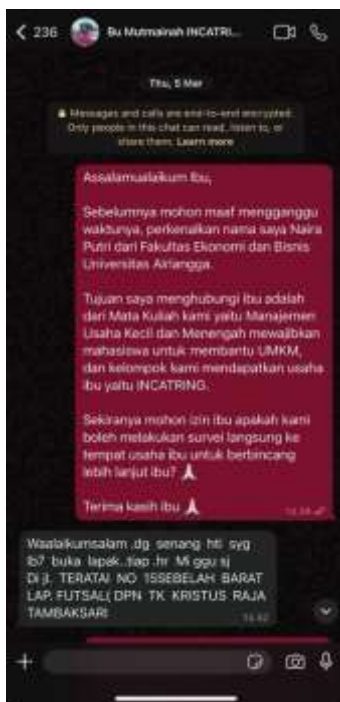 236
Bu Mutmainah INCATRI...
Thu, 5 Mar
Messages and calls are end-to-end encrypted.
Only people in this chat can read, listen to, or
share them. Learn more
Assalamualaikum Ibu,
Sebelumnya mohon maaf mengganggu
waktunya, perkenalkan nama saya Naira
Putri dari Fakultas Ekonomi dan Bisnis
Universitas Airlangga.
Tujuan saya menghubungi Ibu adalah
dari Mata Kuliah kami yaitu Manajemen
Usaha Kecil dan Menengah mewajibkan
mahasiswa untuk membantu UMKM,
dan kelompok kami mendapatkan usaha
ibu yaitu INCATRING.
Sekiranya mohon izin ibu apakah kami
boleh melakukan survei langsung ke
tempat usaha ibu untuk berbincang
lebih lanjut ibu?
Terima kasih ibu
Waalaikumsalam .dg senang hti syg
Ib7 buka lapak..tiap .hr Mi ggu sj
Di jl. TERATAI NO 15SEBELAH BARAT
LAP. FUTSAL( DPN TK KRISTUS RAJA
TAMBAKSARI